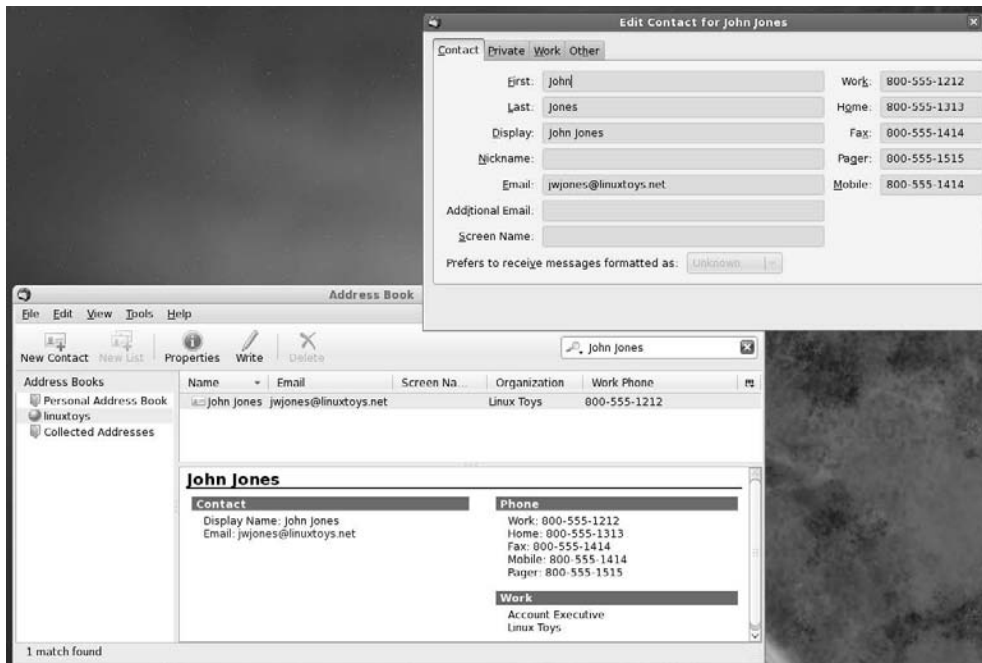 Edit Contact for John Jones
Contact Private Work Other
First: John
Last: Jones
Display: John Jones
Nickname:
Email: jwjones@linuxtoys.net
Additional Email:
Screen Name:
Prefers to receive messages formatted as: Unknown
Work: 800-555-1212
Home: 800-555-1313
Fax: 800-555-1414
Pager: 800-555-1515
Mobile: 800-555-1414
Address Book
File Edit View Tools Help
New Contact New List Properties Write Delete
John Jones
Address Books
Personal Address Book
linuxtoys
Collected Addresses
Name Email Screen Na... Organization Work Phone
John Jones jwjones@linuxtoys.net Linux Toys 800-555-1212
John Jones
Contact
Display Name: John Jones
Email: jwjones@linuxtoys.net
Phone
Work: 800-555-1212
Home: 800-555-1313
Fax: 800-555-1414
Mobile: 800-555-1414
Pager: 800-555-1515
Work
Account Executive
Linux Toys
1 match found